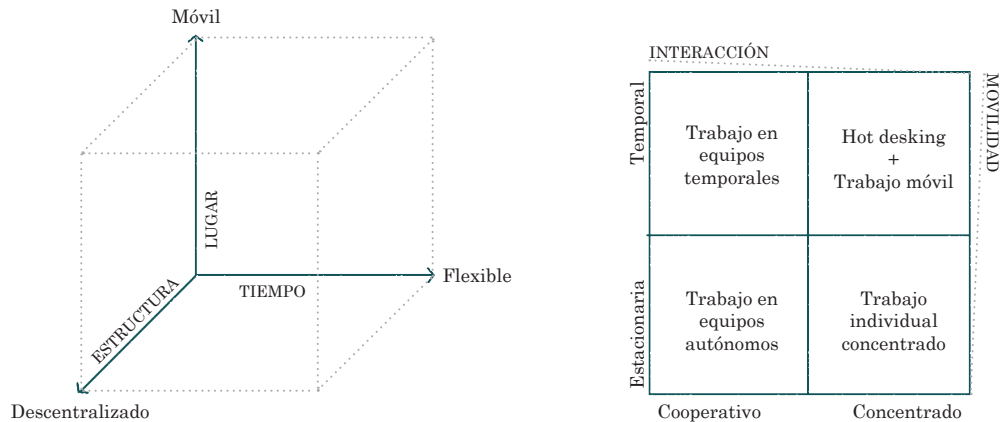 Móvil
LUGAR
TIEMPO
Flexible
ESTRUCTURA
Descentralizado
INTERACCIÓN
MOVILIDAD
Temporal
Trabajo en
equipos
temporales
Hot desking
+
Trabajo móvil
Estacionaria
Trabajo en
equipos
autónomos
Trabajo
individual
concentrado
Cooperativo
Concentrado